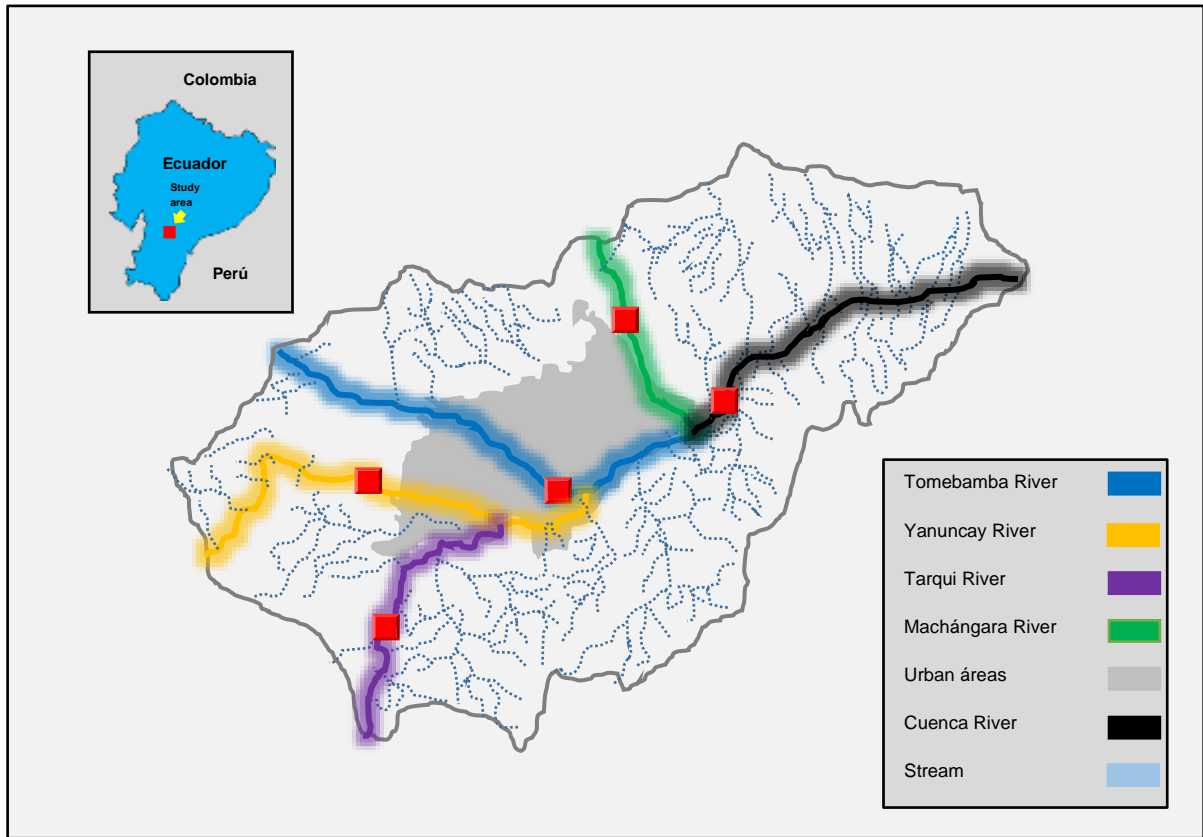 Colombia
Ecuador
Study
area
Perú
Tomebamba River
Yanuncay River
Tarqui River
Machángara River
Urban áreas
Cuenca River
Stream